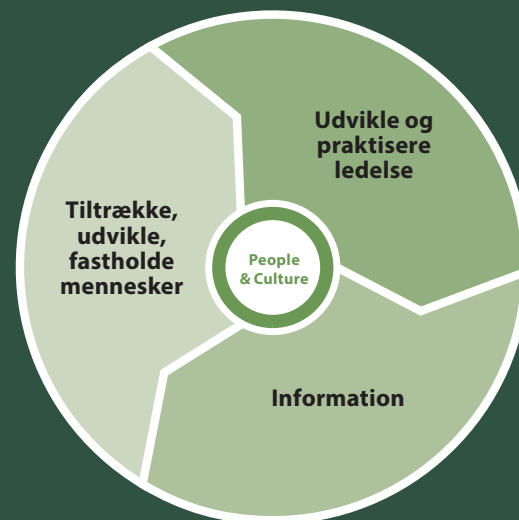 Udvikle og
praktisere
ledelse
Tiltrække,
udvikle,
fastholde
mennesker
People
& Culture
Information